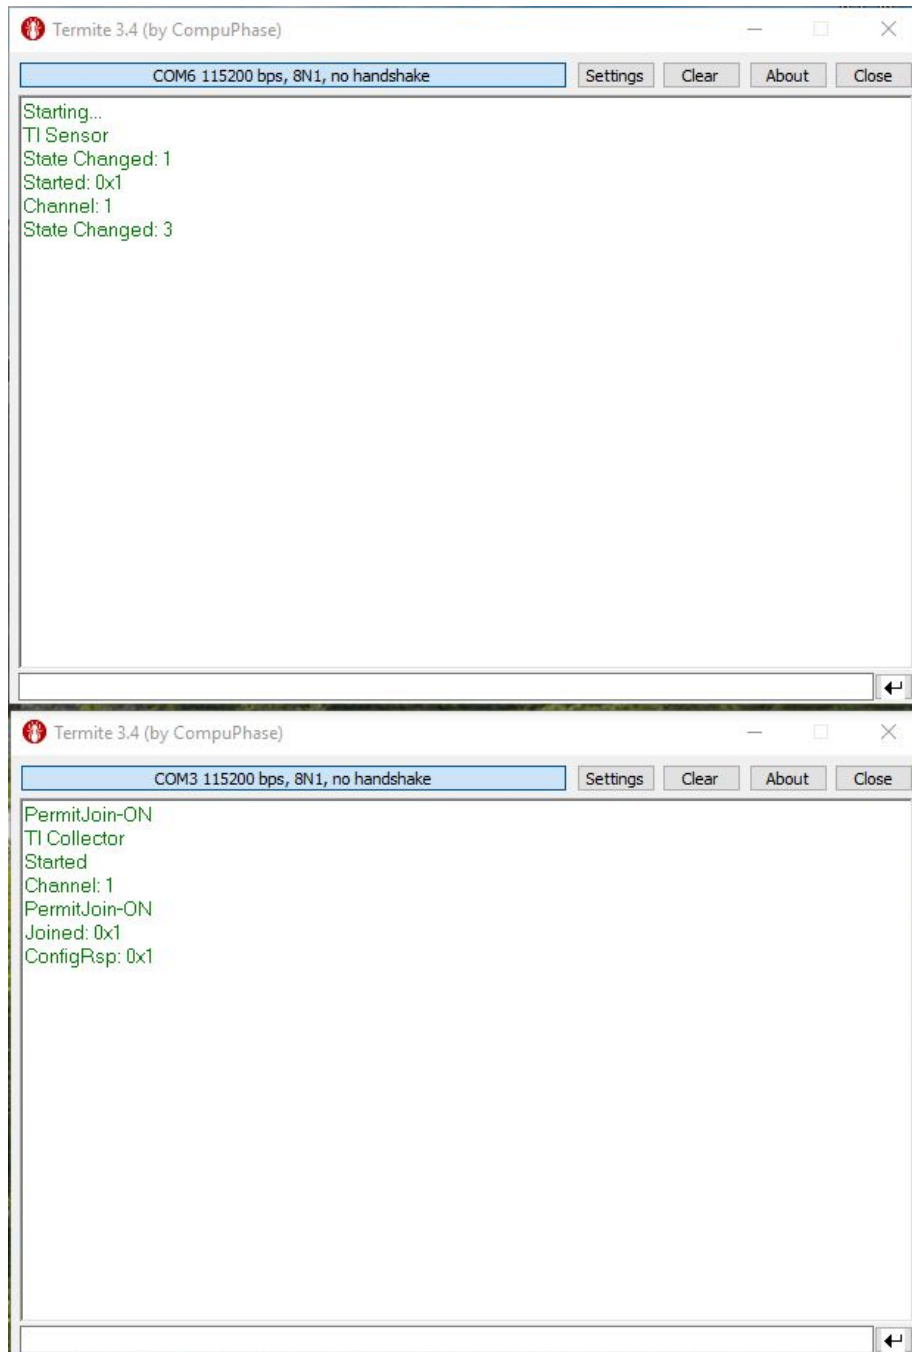 Termite 3.4 (by CompuPhase)
COM6 115200 bps, 8N1, no handshake Settings Clear About Close
Starting...
TI Sensor
State Changed: 1
Started: 0x1
Channel: 1
State Changed: 3
Termite 3.4 (by CompuPhase)
COM3 115200 bps, 8N1, no handshake Settings Clear About Close
PermitJoin-ON
TI Collector
Started
Channel: 1
PermitJoin-ON
Joined: 0x1
ConfigRsp: 0x1